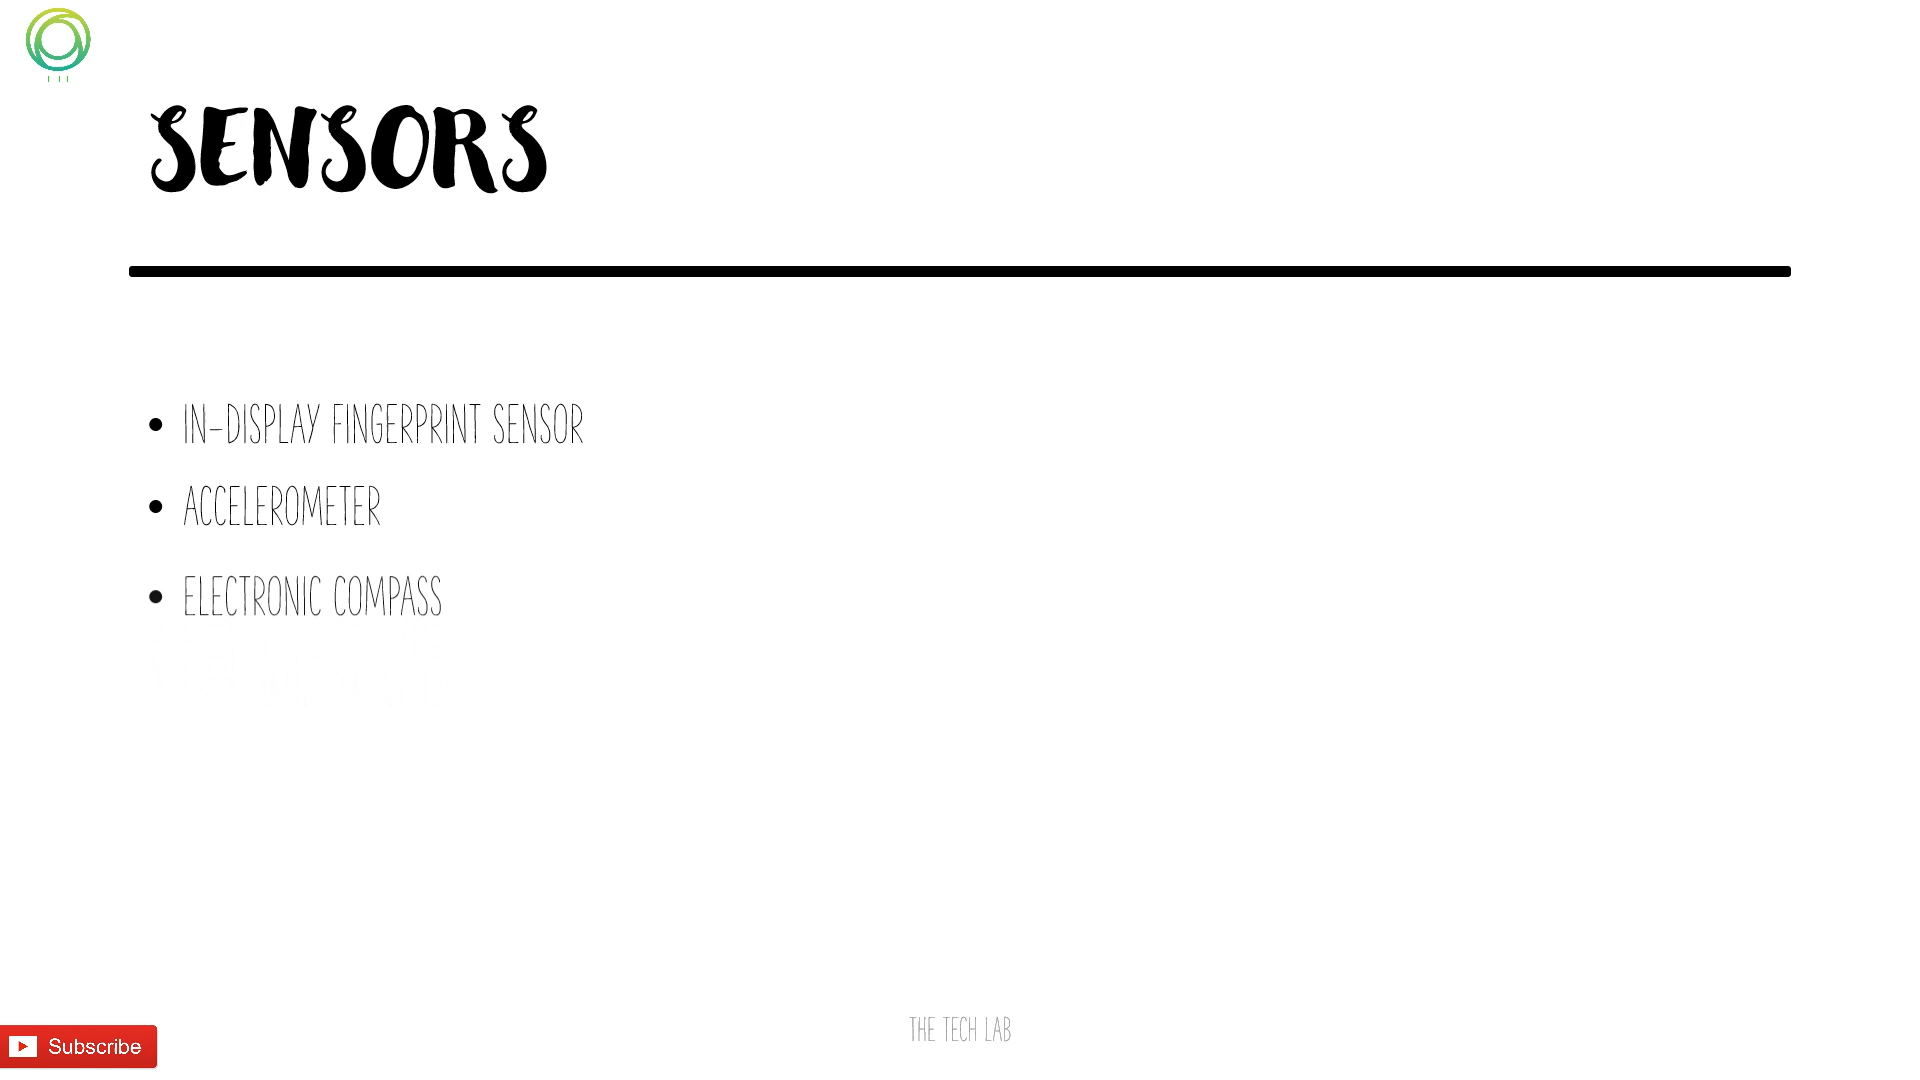 SENSORS
• IN-DISPLAY FINGERPRINT SENSOR
• ACCELEROMETER
• ELECTRONIC COMPASS
THE TECH LAB
Subscribe